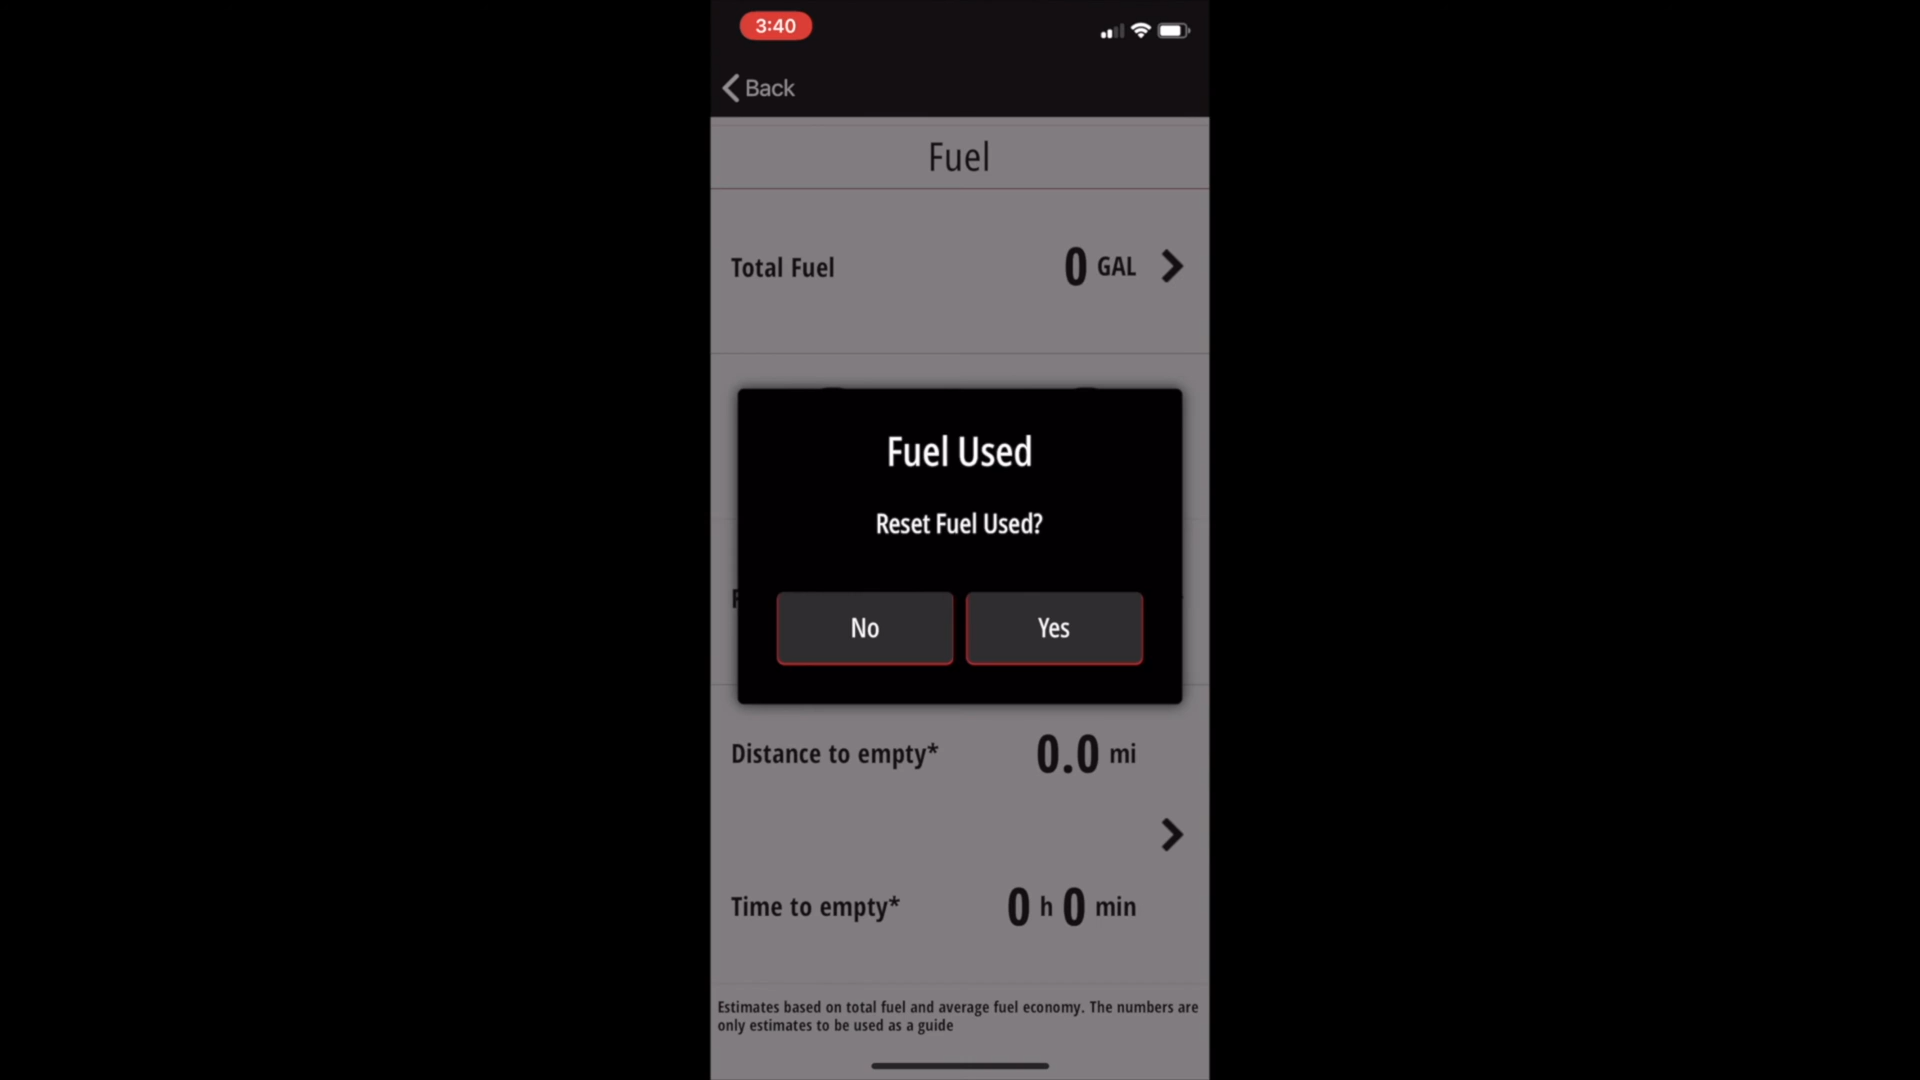 3:40
Back
Fuel
Total Fuel 0 GAL
Fuel Used
Reset Fuel Used?
No Yes
Distance to empty* 0.0 mi
Time to empty* 0 h 0 min
Estimates based on total fuel and average fuel economy. The numbers are
only estimates to be used as a guide